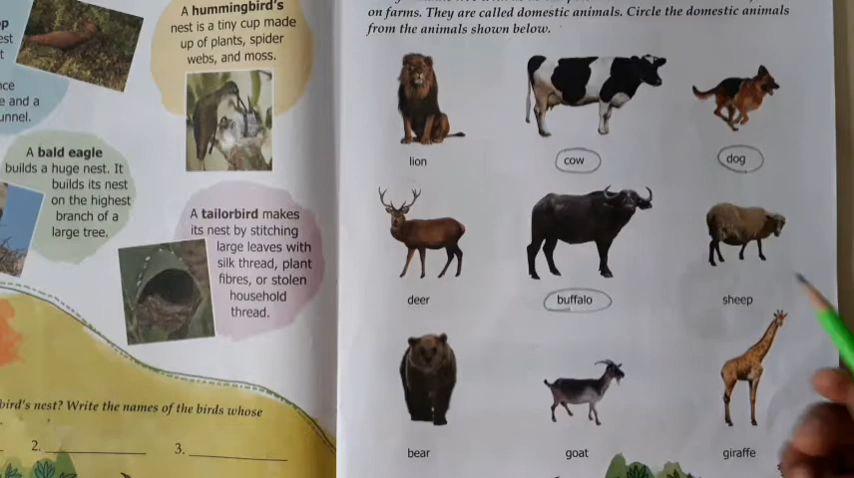 A hummingbird's
nest is a tiny cup made
up of plants, spider
webs, and moss.
est
e and a
A bald eagle
builds a huge nest. It
builds its nest
on the highest
branch of a
large tree.
A tailorbird makes
its nest by stitching
large leaves with
silk thread, plant
fibres, or stolen
household
thread.
bird's nest? Write the names of the birds whose
2.
3.
on farms. They are called domestic animals. Circle the domestic animals
from the animals shown below.
lion
cow
dog
deer
buffalo
sheep
bear
goat
giraffe